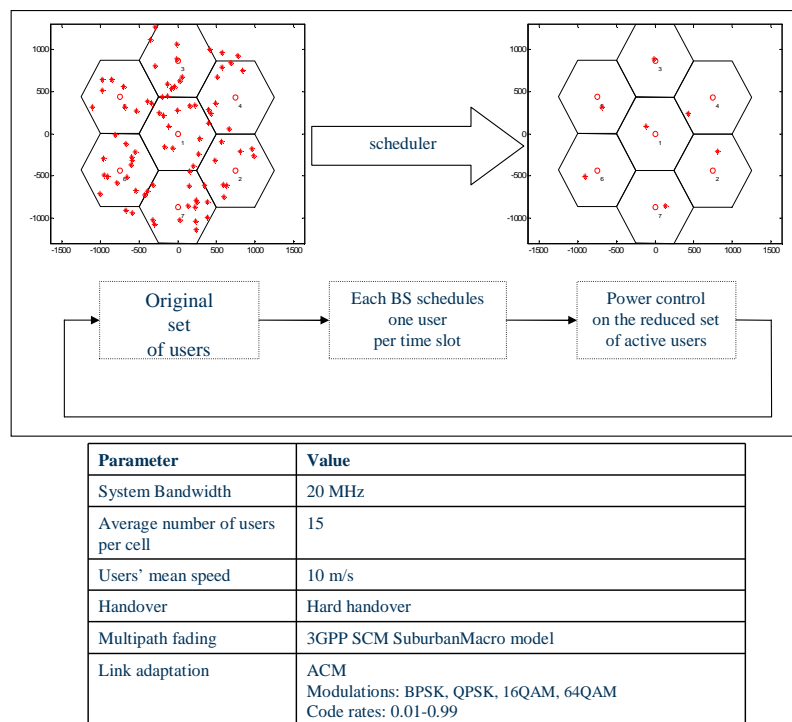 1000
500
0
-500
-1000
-1500
-1000
-500
0
500
1000
1500
3
4
1
6
2
7
scheduler
1000
500
0
-500
-1000
-1500
-1000
-500
0
500
1000
1500
3
4
1
6
2
7
Original
set
of users
Each BS schedules
one user
per time slot
Power control
on the reduced set
of active users
Parameter Value
System Bandwidth 20 MHz
Average number of users 15
per cell
Users' mean speed 10 m/s
Handover Hard handover
Multipath fading 3GPP SCM SuburbanMacro model
Link adaptation ACM
Modulations: BPSK, QPSK, 16QAM, 64QAM
Code rates: 0.01-0.99